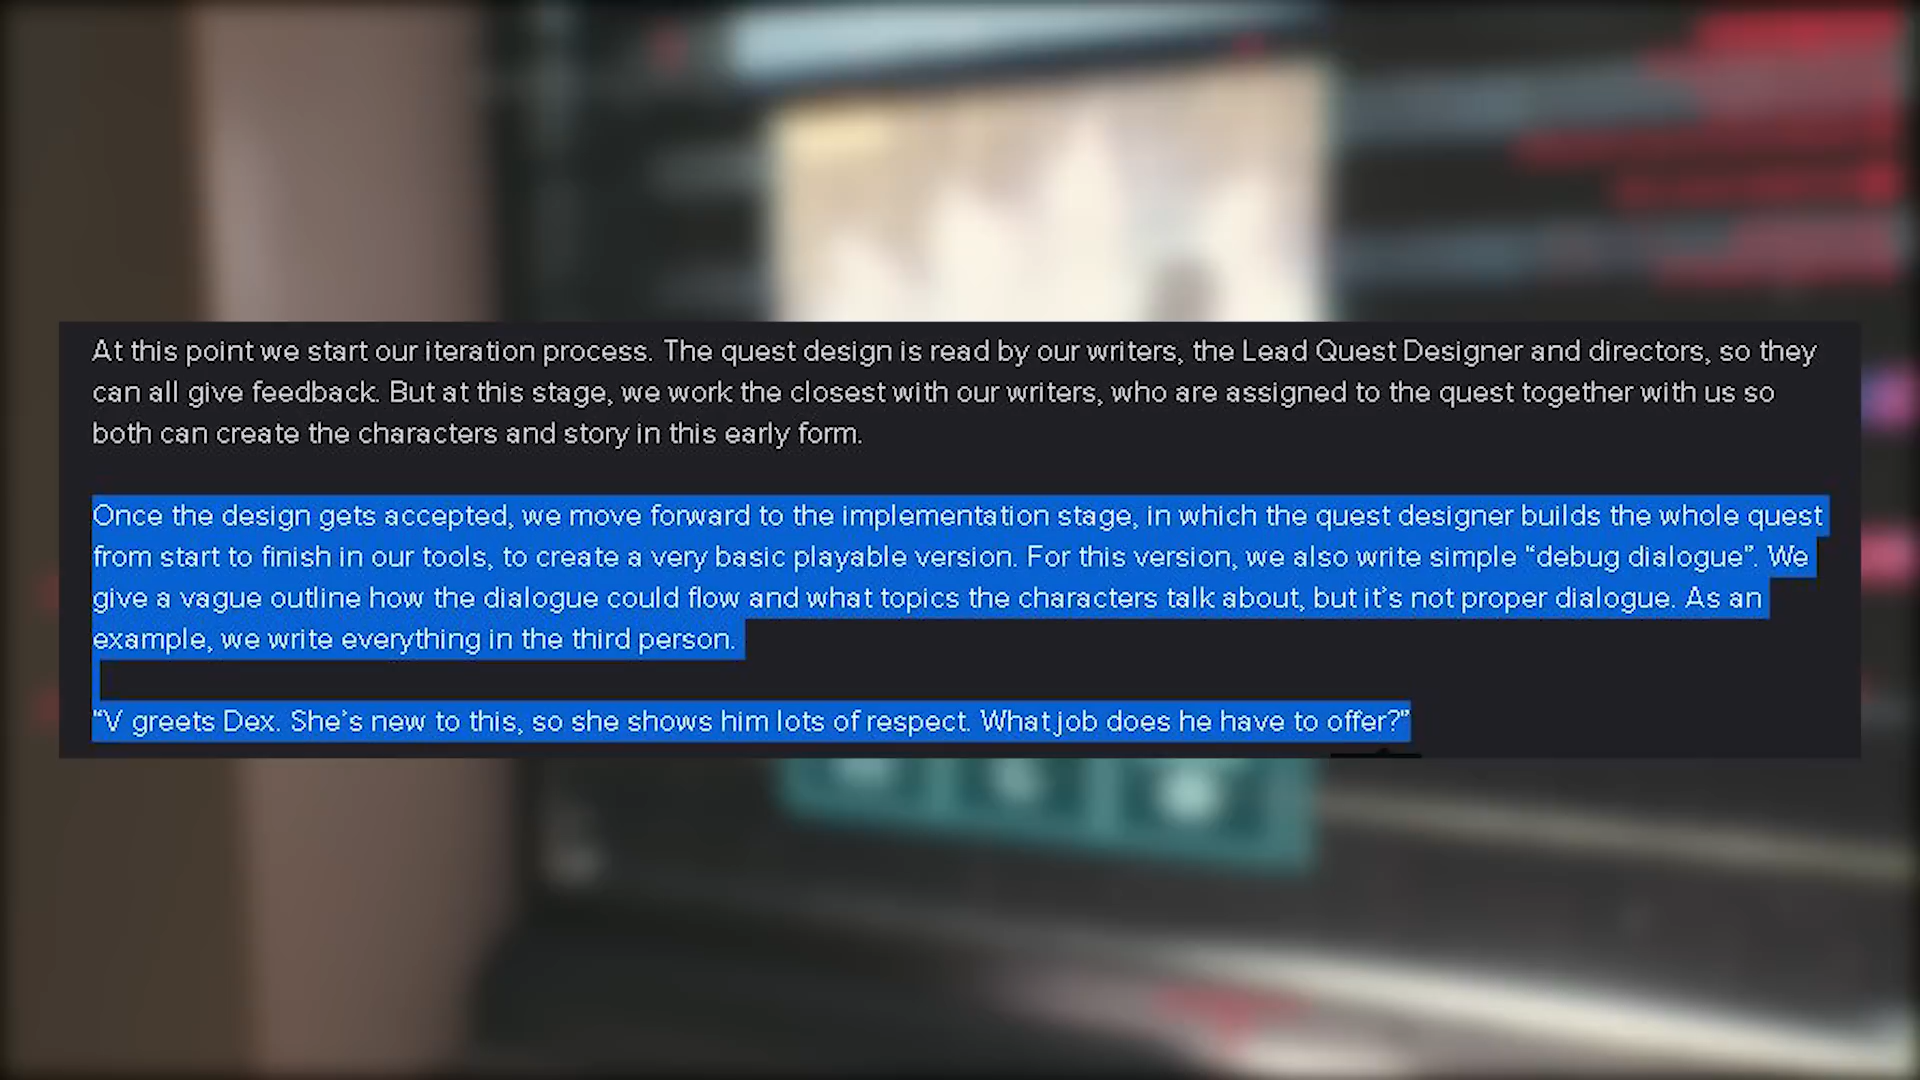 At this point we start our iteration process. The quest design is read by our writers, the Lead Quest Designer and directors, so they
can all give feedback. But at this stage, we work the closest with our writers, who are assigned to the quest together with us so
both can create the characters and story in this early form.
Once the design gets accepted, we move forward to the implementation stage, in which the quest designer builds the whole quest
from start to finish in our tools, to create a very basic playable version. For this version, we also write simple “debug dialogue”. We
give a vague outline how the dialogue could flow and what topics the characters talk about, but it’s not proper dialogue. As an
example, we write everything in the third person.
“V greets Dex. She’s new to this, so she shows him lots of respect. What job does he have to offer?”